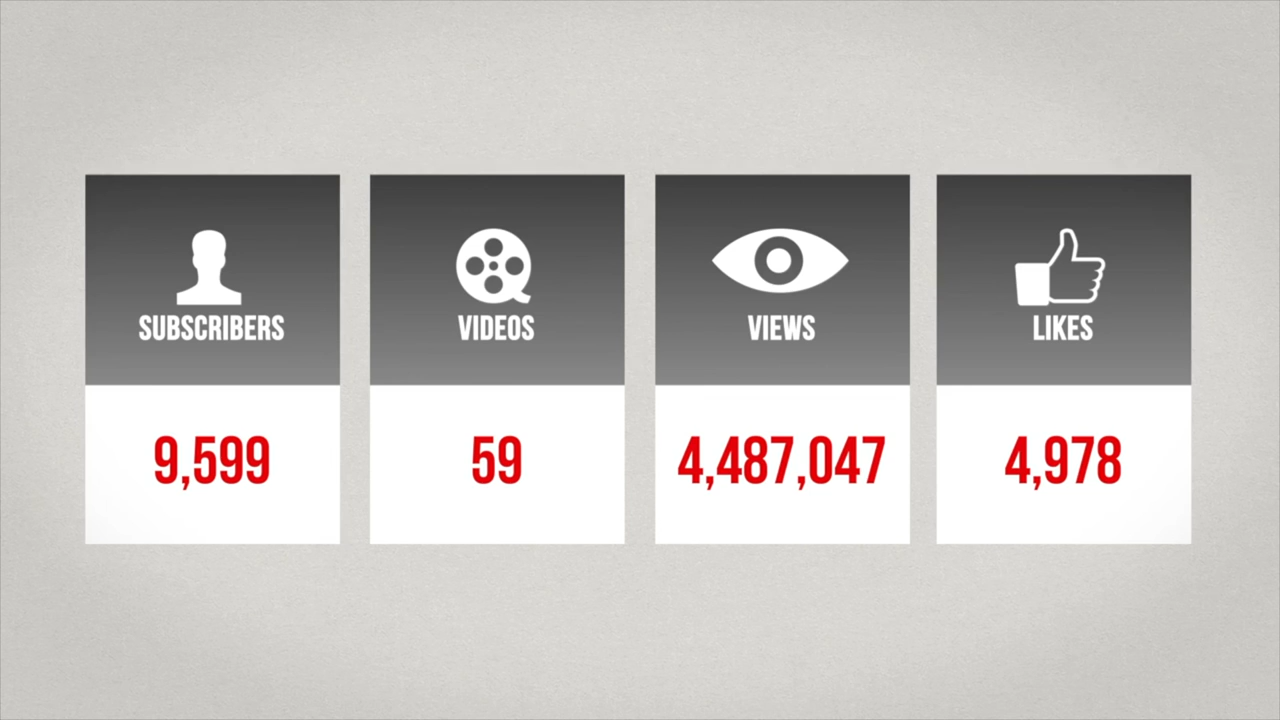 SUBSCRIBERS
9,599
VIDEOS
59
VIEWS
4,487,047
LIKES
4,978